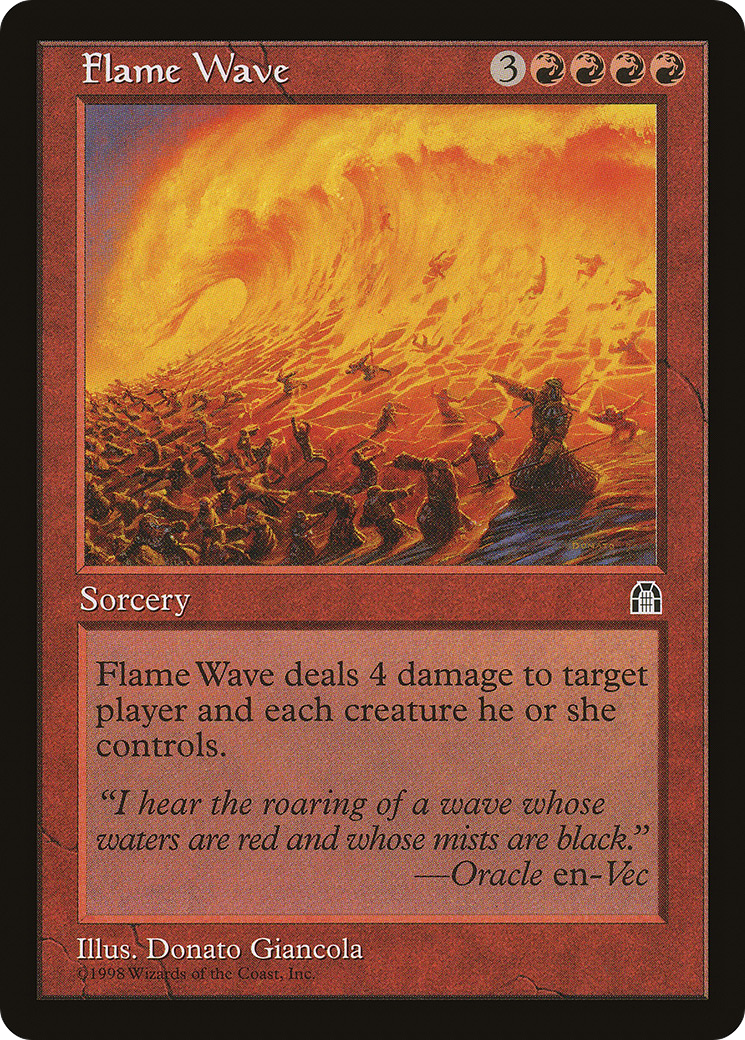 Flame Wave 3
Sorcery
Flame Wave deals 4 damage to target
player and each creature he or she
controls.
“I hear the roaring of a wave whose
waters are red and whose mists are black.”
—Oracle en-Vec
Illus. Donato Giancola
©1998 Wizards of the Coast, Inc.